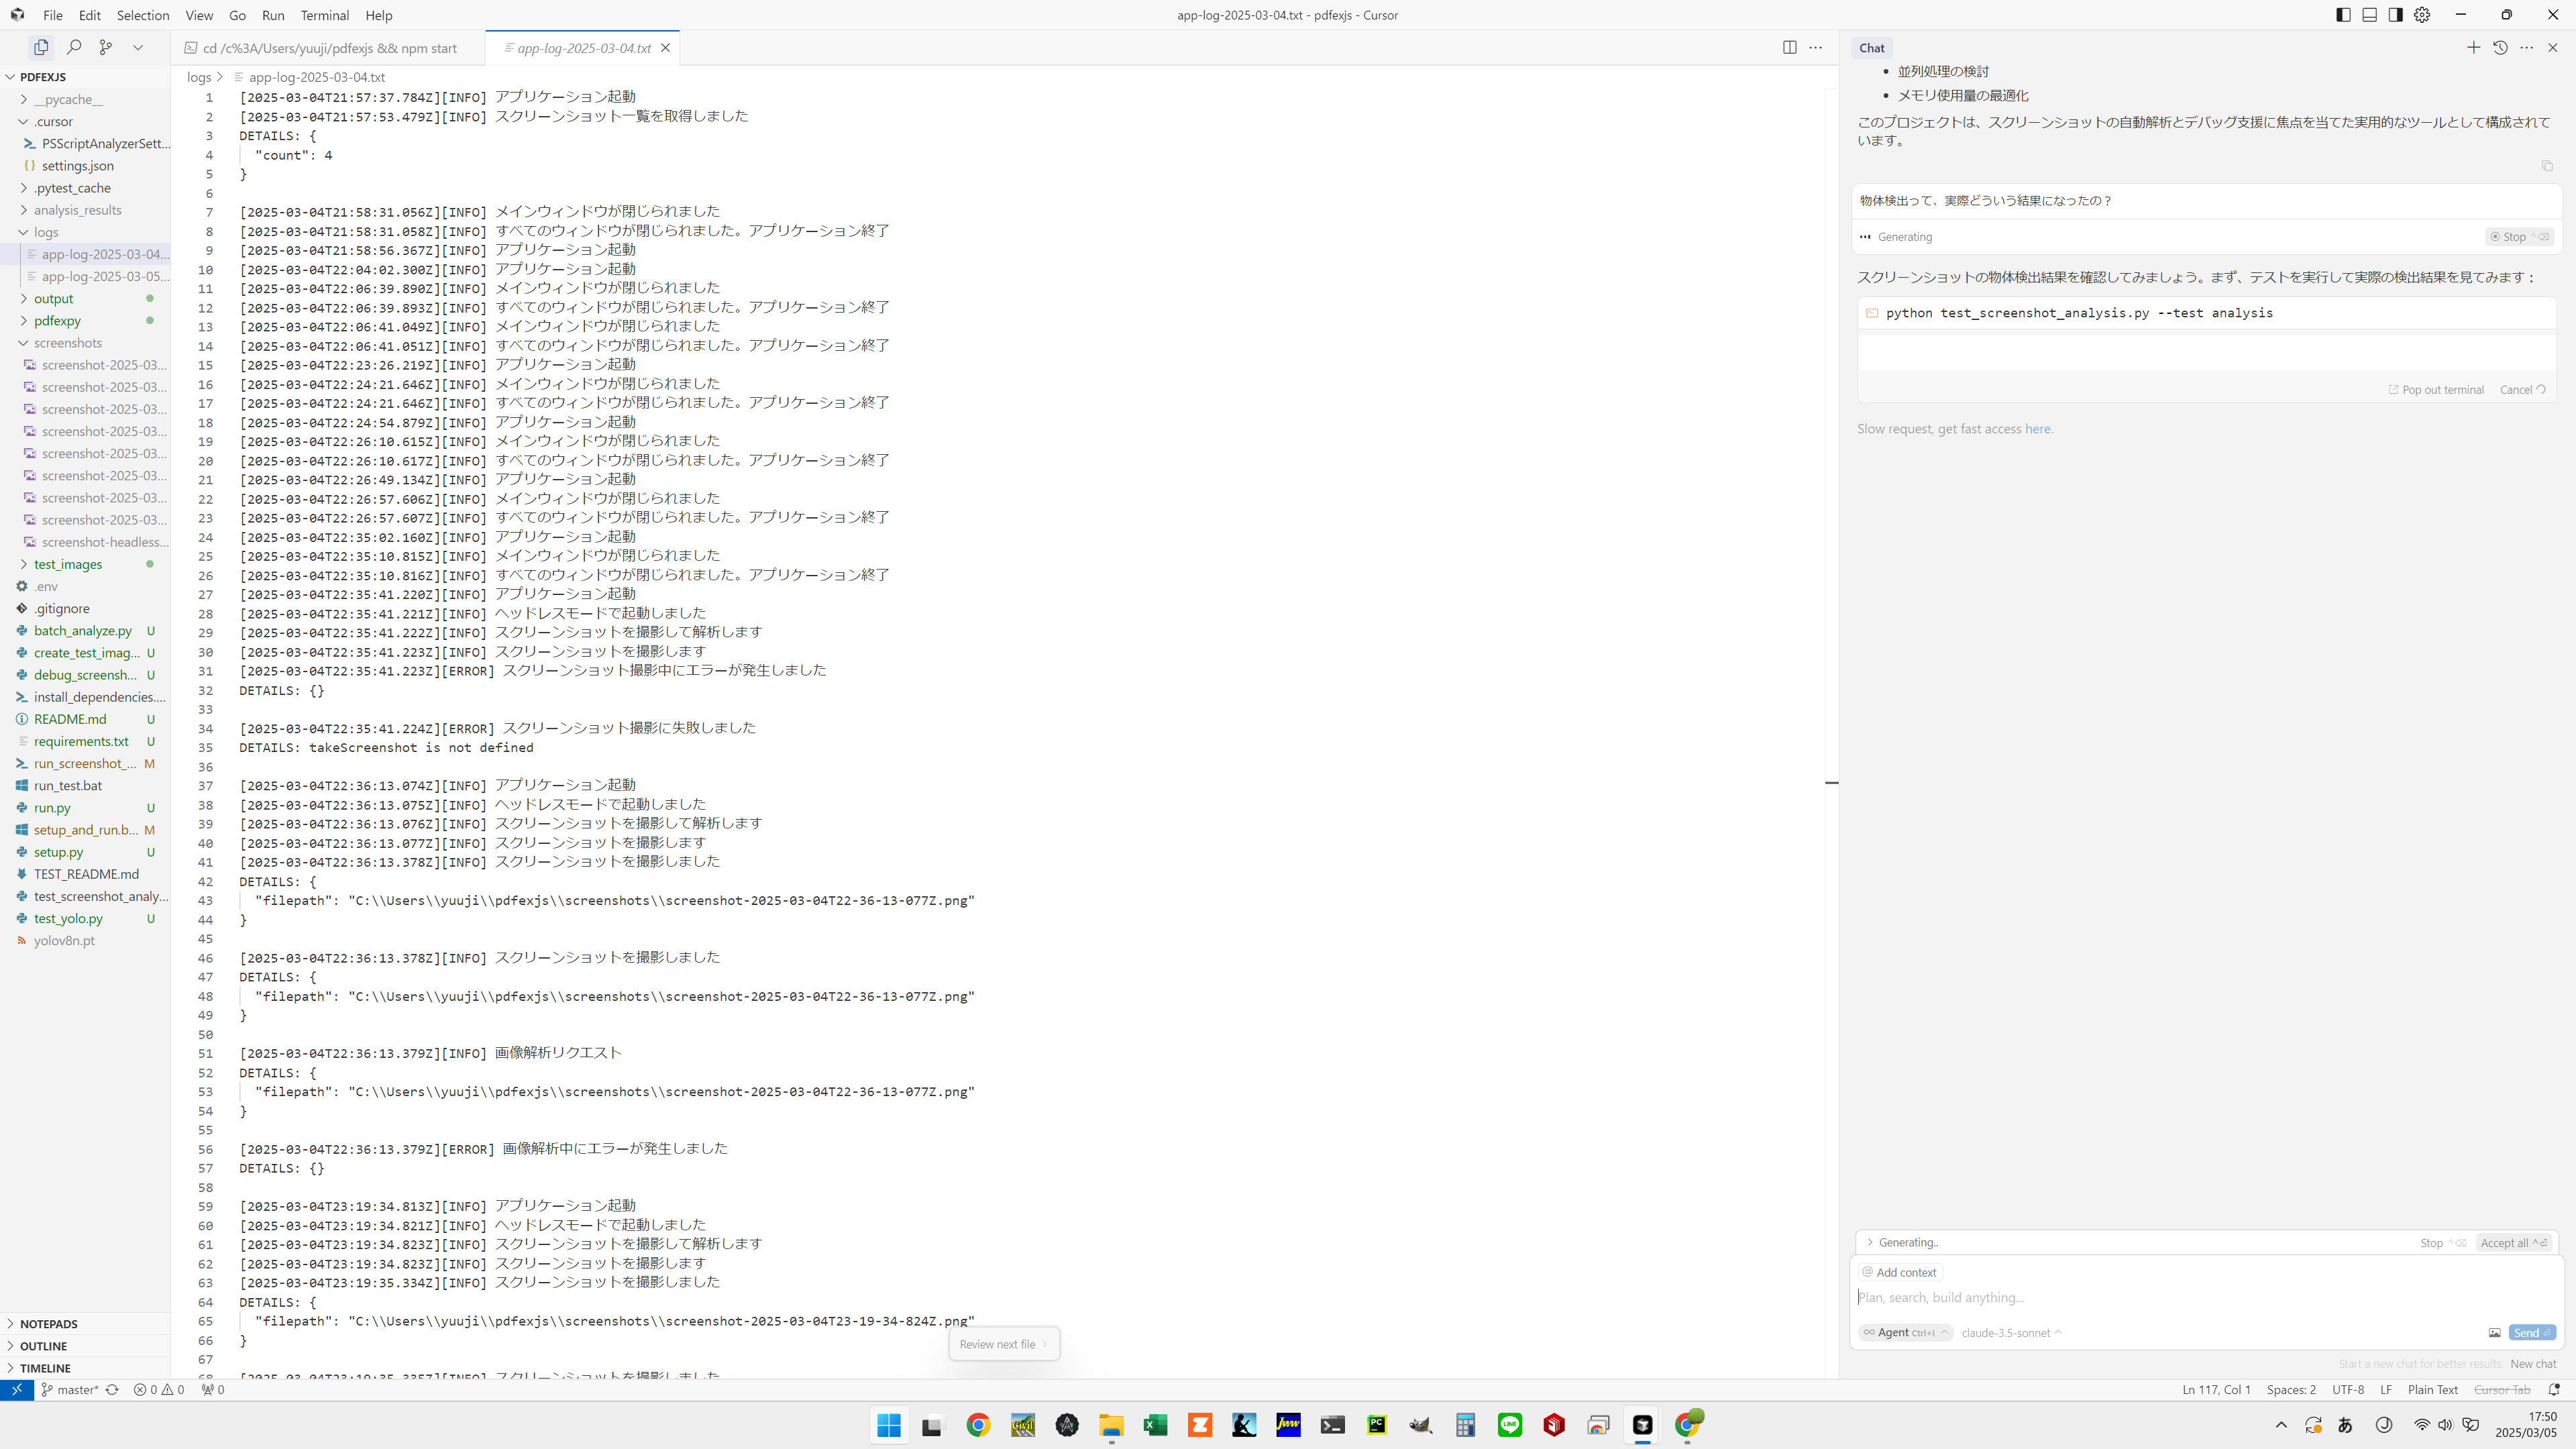 File Edit Selection View Go Run Terminal Help
app-log-2025-03-04.txt - pdfexjs - Cursor
cd /c%3A/Users/yuuji/pdfexjs && npm start
app-log-2025-03-04.txt
PDFEXJS
__pycache__
.cursor
PSScriptAnalyzerSett...
settings.json
.pytest_cache
analysis_results
logs
app-log-2025-03-04...
app-log-2025-03-05...
output
pdfexpy
screenshots
screenshot-2025-03...
screenshot-2025-03...
screenshot-2025-03...
screenshot-2025-03...
screenshot-2025-03...
screenshot-2025-03...
screenshot-2025-03...
screenshot-2025-03...
screenshot-headless...
test_images
.env
.gitignore
batch_analyze.py U
create_test_imag... U
debug_screensh... U
install_dependencies....
README.md U
requirements.txt U
run_screenshot_... M
run_test.bat
run.py U
setup_and_run.b... M
setup.py U
TEST_README.md
test_screenshot_analy...
test_yolo.py U
yolov8n.pt
NOTEPADS
OUTLINE
TIMELINE
logs > app-log-2025-03-04.txt
1 [2025-03-04T21:57:37.784Z][INFO] アプリケーション起動
2 [2025-03-04T21:57:53.479Z][INFO] スクリーンショット一覧を取得しました
3 DETAILS: {
4 "count": 4
5 }
6
7 [2025-03-04T21:58:31.056Z][INFO] メインウィンドウが閉じられました
8 [2025-03-04T21:58:31.058Z][INFO] すべてのウィンドウが閉じられました。アプリケーション終了
9 [2025-03-04T21:58:56.367Z][INFO] アプリケーション起動
10 [2025-03-04T22:04:02.300Z][INFO] アプリケーション起動
11 [2025-03-04T22:06:39.890Z][INFO] メインウィンドウが閉じられました
12 [2025-03-04T22:06:39.893Z][INFO] すべてのウィンドウが閉じられました。アプリケーション終了
13 [2025-03-04T22:06:41.049Z][INFO] メインウィンドウが閉じられました
14 [2025-03-04T22:06:41.051Z][INFO] すべてのウィンドウが閉じられました。アプリケーション終了
15 [2025-03-04T22:23:26.219Z][INFO] アプリケーション起動
16 [2025-03-04T22:24:21.646Z][INFO] メインウィンドウが閉じられました
17 [2025-03-04T22:24:21.646Z][INFO] すべてのウィンドウが閉じられました。アプリケーション終了
18 [2025-03-04T22:24:54.879Z][INFO] アプリケーション起動
19 [2025-03-04T22:26:10.615Z][INFO] メインウィンドウが閉じられました
20 [2025-03-04T22:26:10.617Z][INFO] すべてのウィンドウが閉じられました。アプリケーション終了
21 [2025-03-04T22:26:49.134Z][INFO] アプリケーション起動
22 [2025-03-04T22:26:57.606Z][INFO] メインウィンドウが閉じられました
23 [2025-03-04T22:26:57.607Z][INFO] すべてのウィンドウが閉じられました。アプリケーション終了
24 [2025-03-04T22:35:02.160Z][INFO] アプリケーション起動
25 [2025-03-04T22:35:10.815Z][INFO] メインウィンドウが閉じられました
26 [2025-03-04T22:35:10.816Z][INFO] すべてのウィンドウが閉じられました。アプリケーション終了
27 [2025-03-04T22:35:41.220Z][INFO] アプリケーション起動
28 [2025-03-04T22:35:41.221Z][INFO] ヘッドレスモードで起動しました
29 [2025-03-04T22:35:41.222Z][INFO] スクリーンショットを撮影して解析します
30 [2025-03-04T22:35:41.223Z][INFO] スクリーンショットを撮影します
31 [2025-03-04T22:35:41.223Z][ERROR] スクリーンショット撮影中にエラーが発生しました
32 DETAILS: {}
33
34 [2025-03-04T22:35:41.224Z][ERROR] スクリーンショット撮影に失敗しました
35 DETAILS: takeScreenshot is not defined
36
37 [2025-03-04T22:36:13.074Z][INFO] アプリケーション起動
38 [2025-03-04T22:36:13.075Z][INFO] ヘッドレスモードで起動しました
39 [2025-03-04T22:36:13.076Z][INFO] スクリーンショットを撮影して解析します
40 [2025-03-04T22:36:13.077Z][INFO] スクリーンショットを撮影します
41 [2025-03-04T22:36:13.378Z][INFO] スクリーンショットを撮影しました
42 DETAILS: {
43 "filepath": "C:\\Users\\yuuji\\pdfexjs\\screenshots\\screenshot-2025-03-04T22-36-13-077Z.png"
44 }
45
46 [2025-03-04T22:36:13.378Z][INFO] スクリーンショットを撮影しました
47 DETAILS: {
48 "filepath": "C:\\Users\\yuuji\\pdfexjs\\screenshots\\screenshot-2025-03-04T22-36-13-077Z.png"
49 }
50
51 [2025-03-04T22:36:13.379Z][INFO] 画像解析リクエスト
52 DETAILS: {
53 "filepath": "C:\\Users\\yuuji\\pdfexjs\\screenshots\\screenshot-2025-03-04T22-36-13-077Z.png"
54 }
55
56 [2025-03-04T22:36:13.379Z][ERROR] 画像解析中にエラーが発生しました
57 DETAILS: {}
58
59 [2025-03-04T23:19:34.813Z][INFO] アプリケーション起動
60 [2025-03-04T23:19:34.821Z][INFO] ヘッドレスモードで起動しました
61 [2025-03-04T23:19:34.823Z][INFO] スクリーンショットを撮影して解析します
62 [2025-03-04T23:19:34.823Z][INFO] スクリーンショットを撮影します
63 [2025-03-04T23:19:35.334Z][INFO] スクリーンショットを撮影しました
64 DETAILS: {
65 "filepath": "C:\\Users\\yuuji\\pdfexjs\\screenshots\\screenshot-2025-03-04T23-19-34-824Z.png"
66 }
67
68 [2025-03-04T23:19:35.335Z][INFO] スクリーンショットを撮影しました
Review next file
Chat
• 並列処理の検討
• メモリ使用量の最適化
このプロジェクトは、スクリーンショットの自動解析とデバッグ支援に焦点を当てた実用的なツールとして構成されて
います。
物体検出って、実際どういう結果になったの？
Generating
Stop
スクリーンショットの物体検出結果を確認してみましょう。まず、テストを実行して実際の検出結果を見てみます：
python test_screenshot_analysis.py --test analysis
Pop out terminal Cancel
Slow request, get fast access here.
Generating..
Stop
Accept all
@ Add context
Plan, search, build anything...
Agent Ctrl+I
claude-3.5-sonnet
Send
Start a new chat for better results. New chat
master* 0 0 0
Ln 117, Col 1 Spaces: 2 UTF-8 LF Plain Text Cursor Tab
Civil
Jww
PC
LINE
あ
17:50
2025/03/05